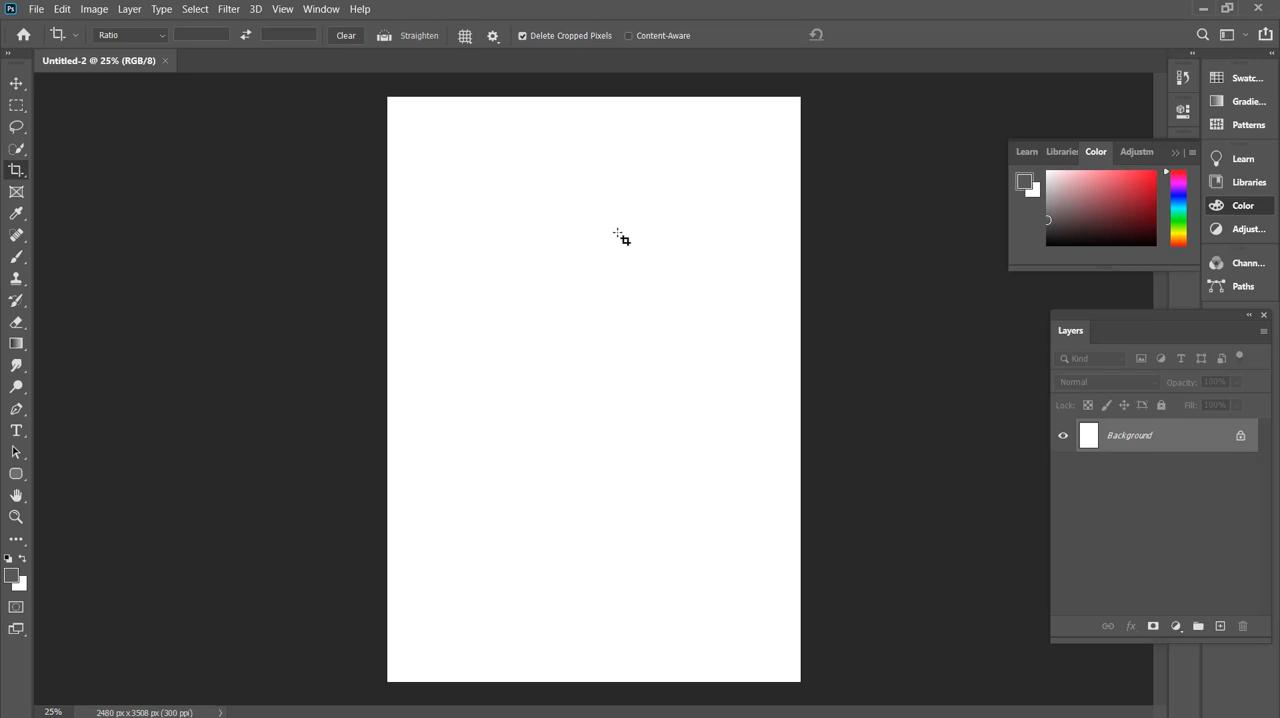 Ps File Edit Image Layer Type Select Filter 3D View Window Help
Ratio Clear Straighten Delete Cropped Pixels Content-Aware
Untitled-2 @ 25% (RGB/8)
Swatc...
Gradie...
Patterns
Learn Libraries Color Adjustm
Learn
Libraries
Color
Adjust...
Chann...
Paths
Layers
Kind
Normal Opacity: 100%
Lock: Fill: 100%
Background
25% 2480 px x 3508 px (300 ppi)